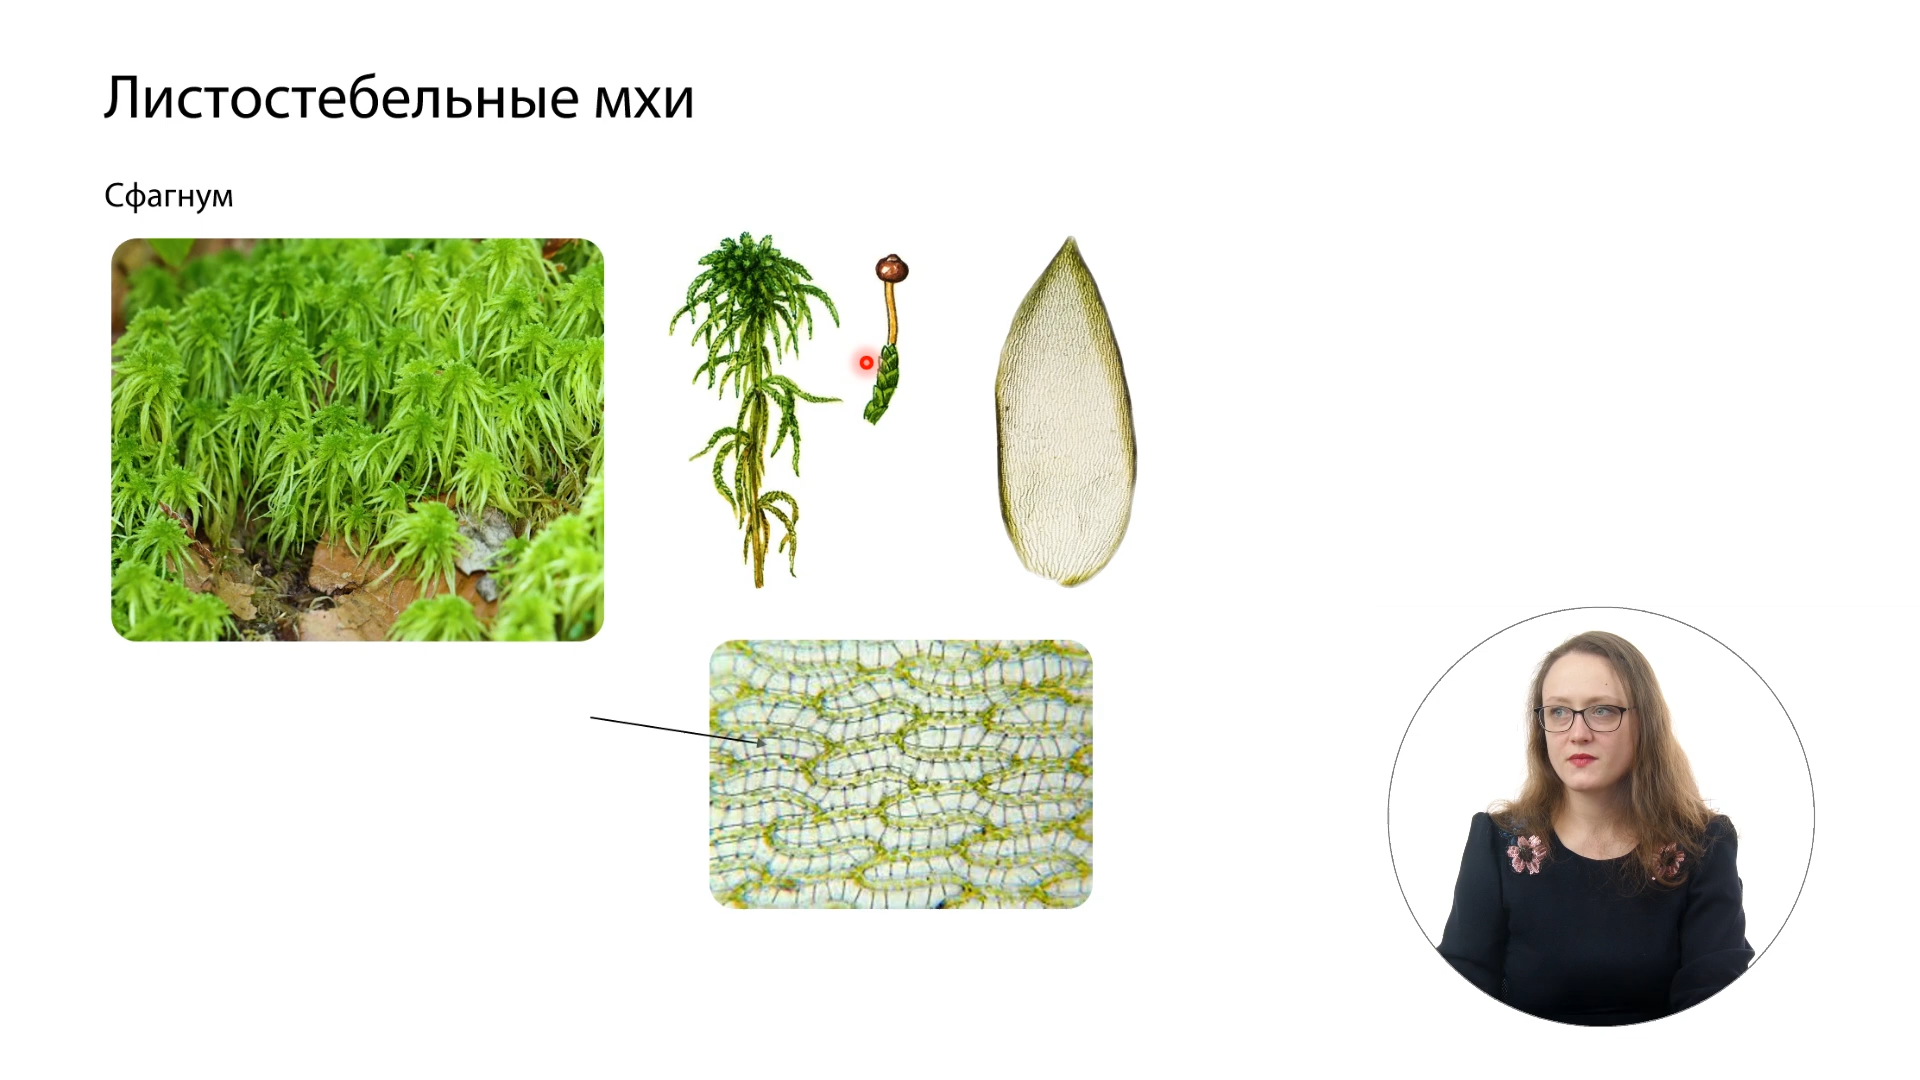 Листостебельные мхи
Сфагнум